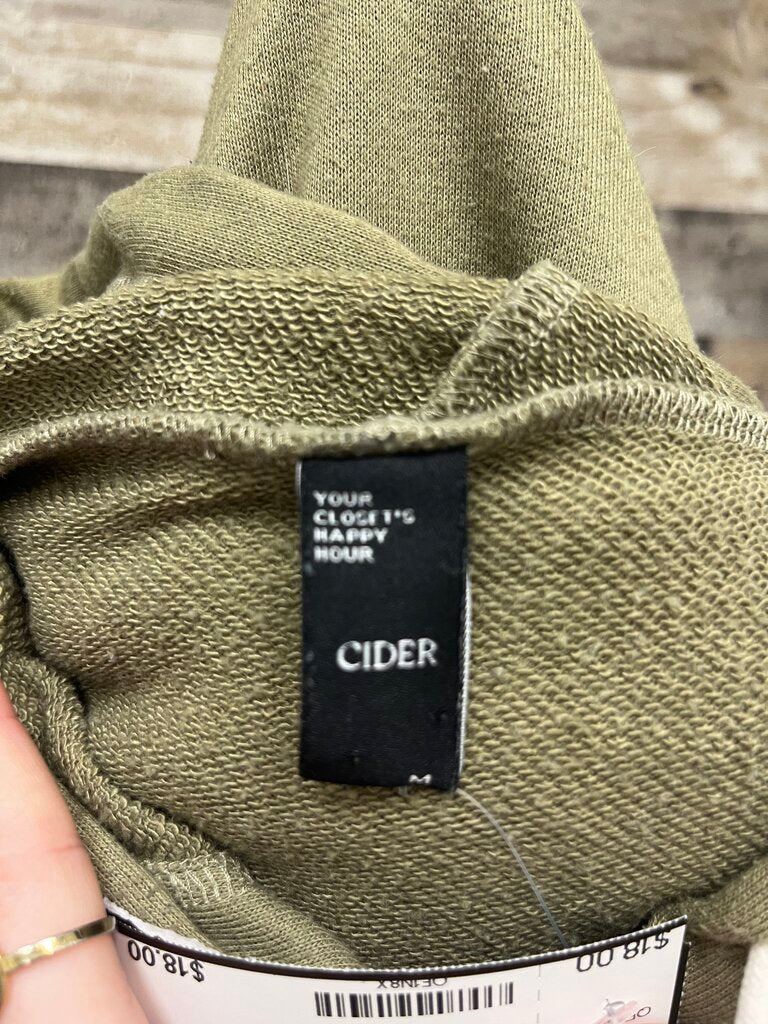 YOUR
CLOSET'S
HAPPY
HOUR
CIDER
M
$18.00
$18.00